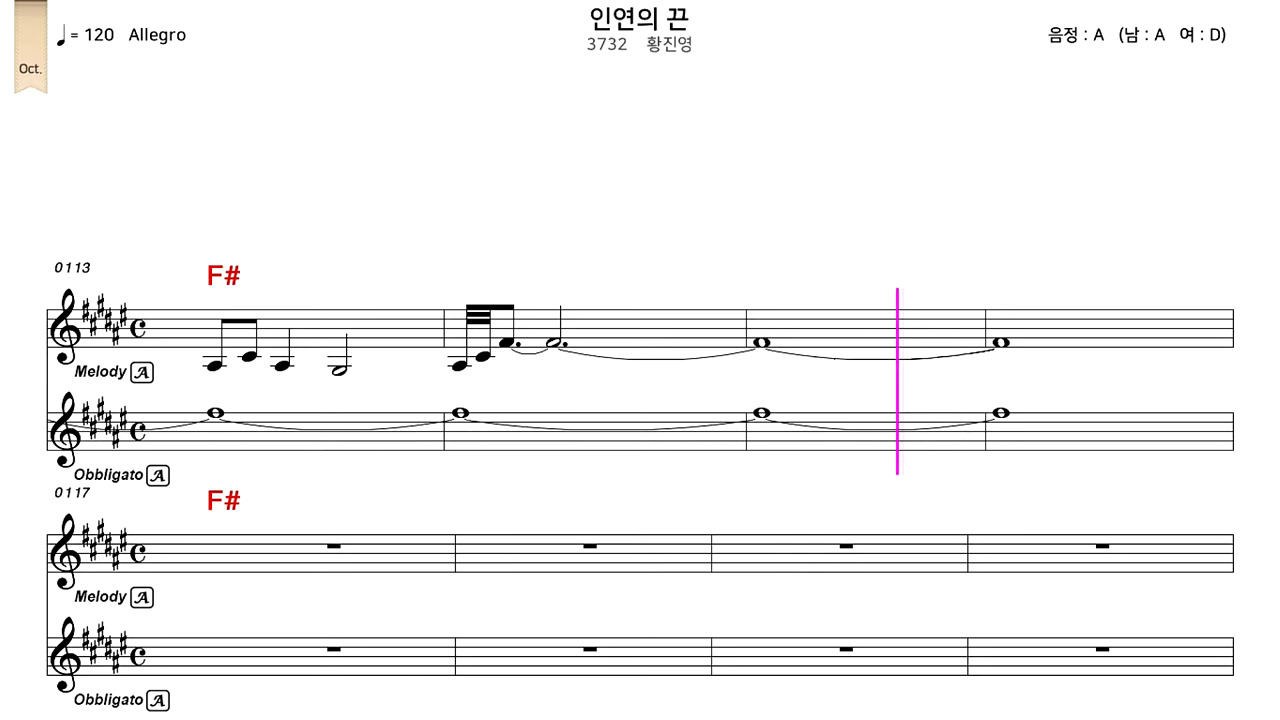 인연의 끈
♩ = 120 Allegro
3732 황진영
음정 : A (남 : A 여 : D)
Oct.
0113
F#
Melody A
Obbligato A
0117
F#
Melody A
Obbligato A